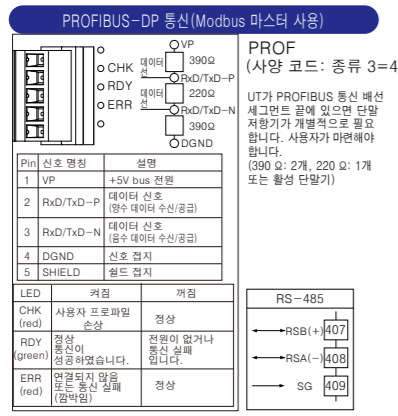 PROFIBUS-DP 통신(Modbus 마스터 사용)
CHK
RDY
ERR
데이터
선
데이터
선
VP
390Ω
RxD/TxD-P
220Ω
RxD/TxD-N
390Ω
DGND
PROF
(사양 코드: 종류 3=4
UT가 PROFIBUS 통신 배선
세그먼트 끝에 있으면 단말
저항기가 개별적으로 필요
합니다. 사용자가 마련해야
합니다.
(390 Ω: 2개, 220 Ω: 1개
또는 활성 단말기)
Pin 신호 명칭 설명
1 VP +5V bus 전원
2 RxD/TxD-P 데이터 신호
(양수 데이터 수신/공급)
3 RxD/TxD-N 데이터 신호
(음수 데이터 수신/공급)
4 DGND 신호 접지
5 SHIELD 쉴드 접지
LED 켜짐 꺼짐
CHK
(red)
사용자 프로파일
손상
정상
RDY
(green)
정상
통신이
성공하였습니다.
전원이 없거나
통신 실패
입니다.
ERR
(red)
연결되지 않음
또는 통신 실패
(깜박임)
정상
RS-485
RSB(+) 407
RSA(-) 408
SG 409